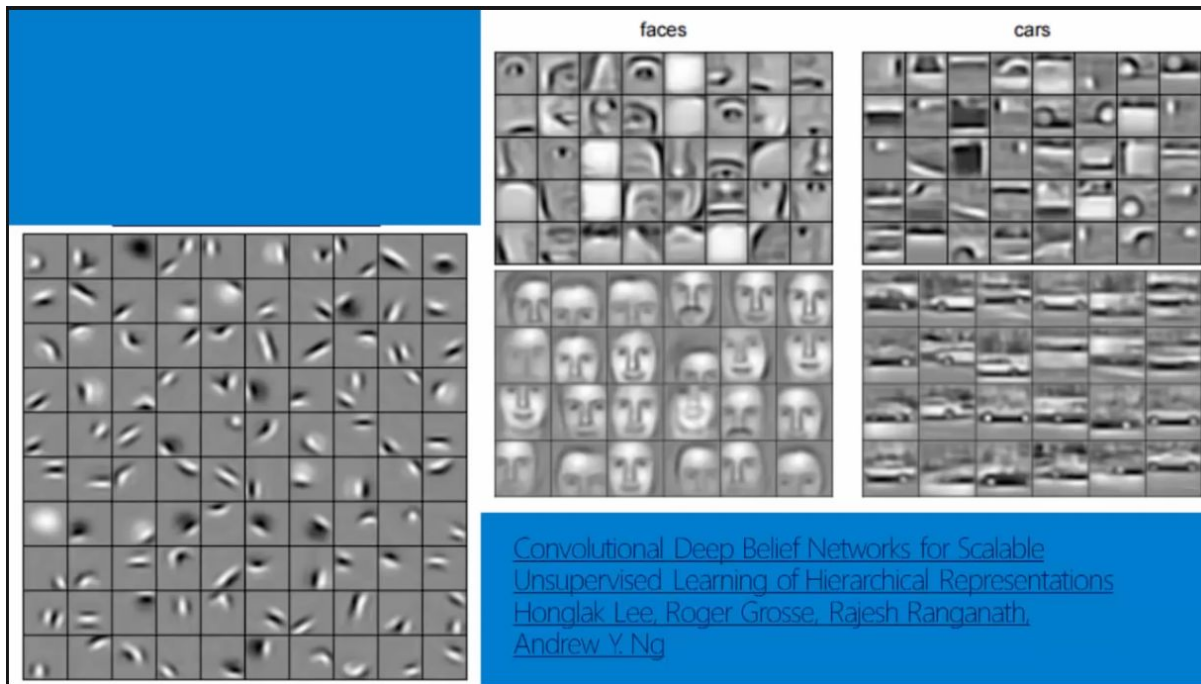 faces
cars
Convolutional Deep Belief Networks for Scalable
Unsupervised Learning of Hierarchical Representations
Honglak Lee, Roger Grosse, Rajesh Ranganath,
Andrew Y. Ng